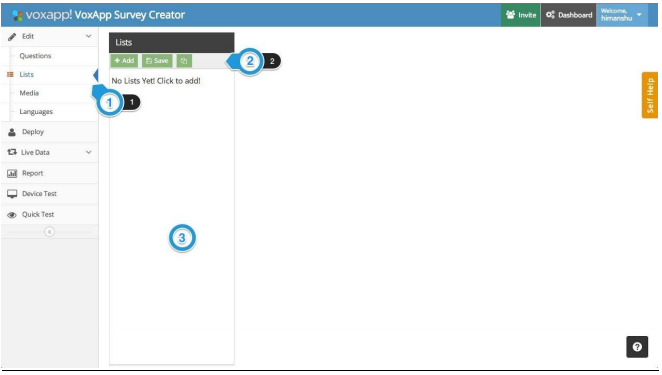 voxapp! VoxApp Survey Creator
Invite
Dashboard
Welcome,
himanshu
Edit
Questions
Lists
Media
Languages
Deploy
Live Data
Report
Device Test
Quick Test
Lists
+ Add
Save
2
2
No Lists Yet! Click to add!
1
1
3
Self Help
?